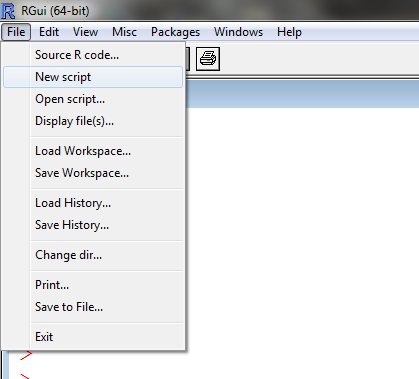 RGui (64-bit)
File Edit View Misc Packages Windows Help
Source R code...
New script
Open script...
Display file(s)...
Load Workspace...
Save Workspace...
Load History...
Save History...
Change dir...
Print...
Save to File...
Exit
>
>